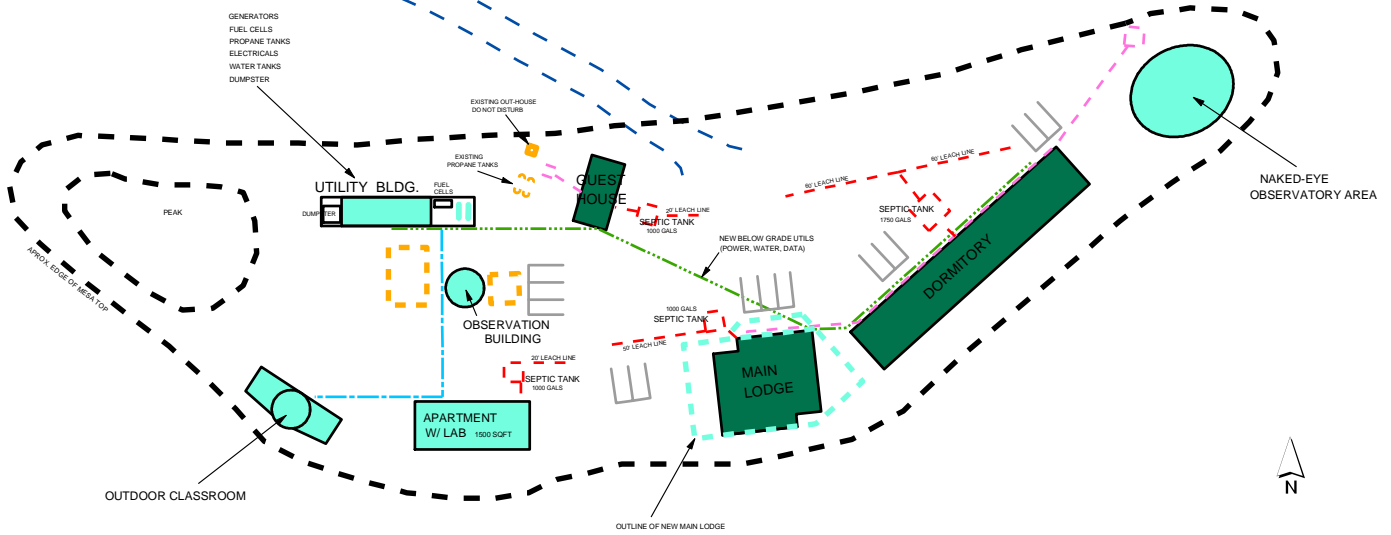 GENERATORS
FUEL CELLS
PROPANE TANKS
ELECTRICALS
WATER TANKS
DUMPSTER
EXISTING OUT-HOUSE
DO NOT DISTURB
EXISTING
PROPANE TANKS
UTILITY BLDG.
FUEL
CELLS
DUMPSTER
GUEST
HOUSE
20' LEACH LINE
SEPTIC TANK
1000 GALS
60' LEACH LINE
60' LEACH LINE
SEPTIC TANK
1750 GALS
NAKED-EYE
OBSERVATORY AREA
PEAK
APROX. EDGE OF MESA TOP
NEW BELOW GRADE UTILS
(POWER, WATER, DATA)
DORMITORY
OBSERVATION
BUILDING
1000 GALS
SEPTIC TANK
50' LEACH LINE
20' LEACH LINE
SEPTIC TANK
1000 GALS
MAIN
LODGE
APARTMENT
W/ LAB 1500 SQFT
OUTDOOR CLASSROOM
OUTLINE OF NEW MAIN LODGE
N